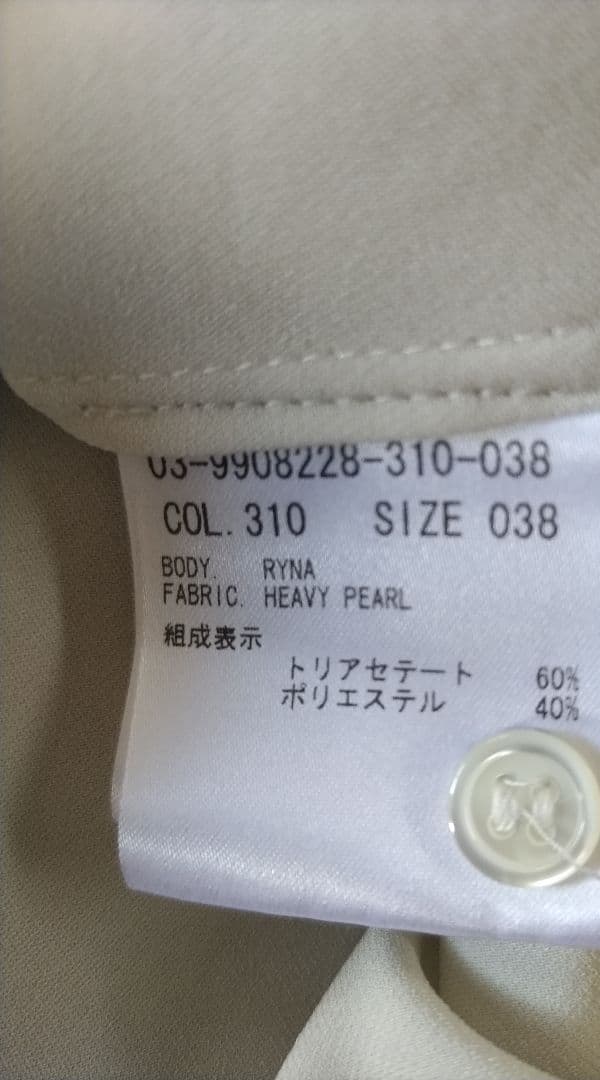 03-9908228-310-038
COL.310 SIZE 038
BODY. RYNA
FABRIC. HEAVY PEARL
組成表示
トリアセテート 60%
ポリエステル 40%